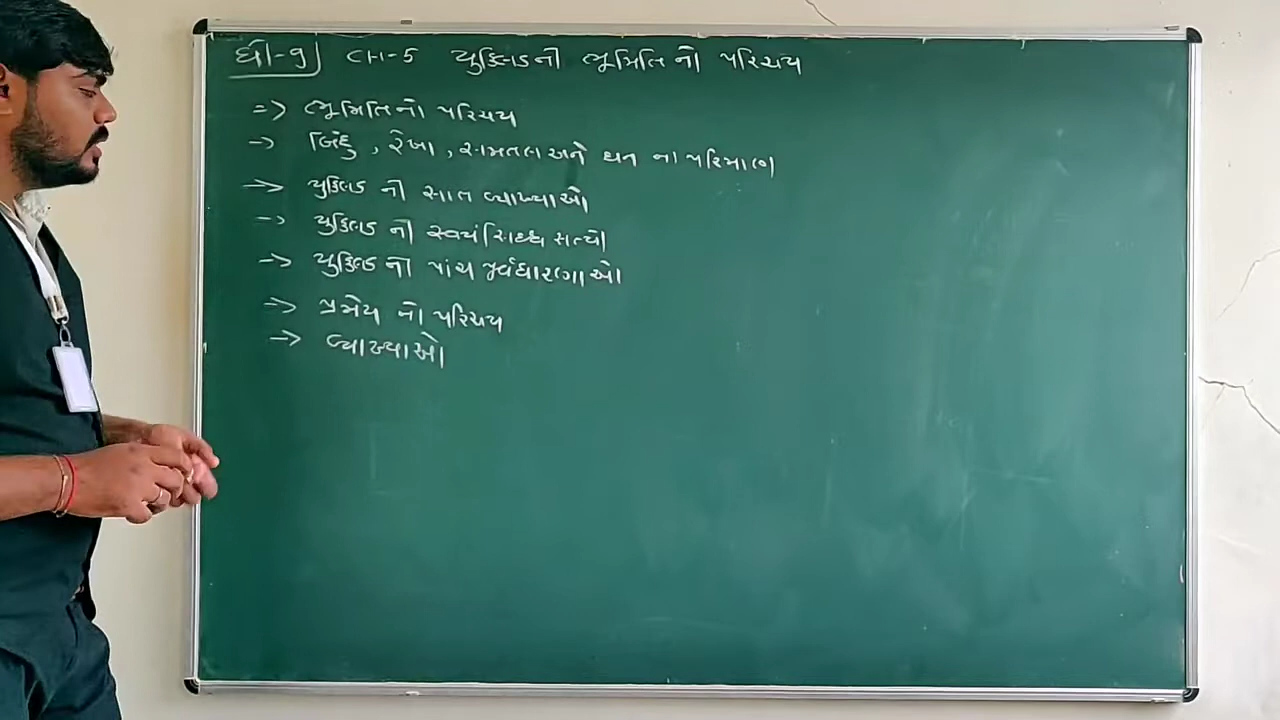 ધો-9 CH-5 યુક્લિડની ભૂમિતિ નો પરિચય
=> ભૂમિતિનો પરિચય
-> બિંદુ, રેખા, સમતલ અને ઘન ના પરિમાણ
-> યુક્લિડ ની સાત વ્યાખ્યાઓ
-> યુક્લિડ ની સ્વયંસિધ્ધ સત્યો
-> યુક્લિડ ની પાંચ પૂર્વધારણાઓ
-> પ્રમેય નો પરિચય
-> વ્યાખ્યાઓ